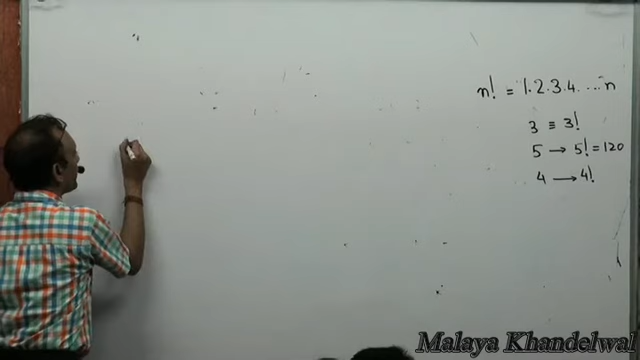 n! = 1.2.3.4. ...n
3 ≡ 3!
5 → 5! = 120
4 → 4!
Malaya Khandelwal